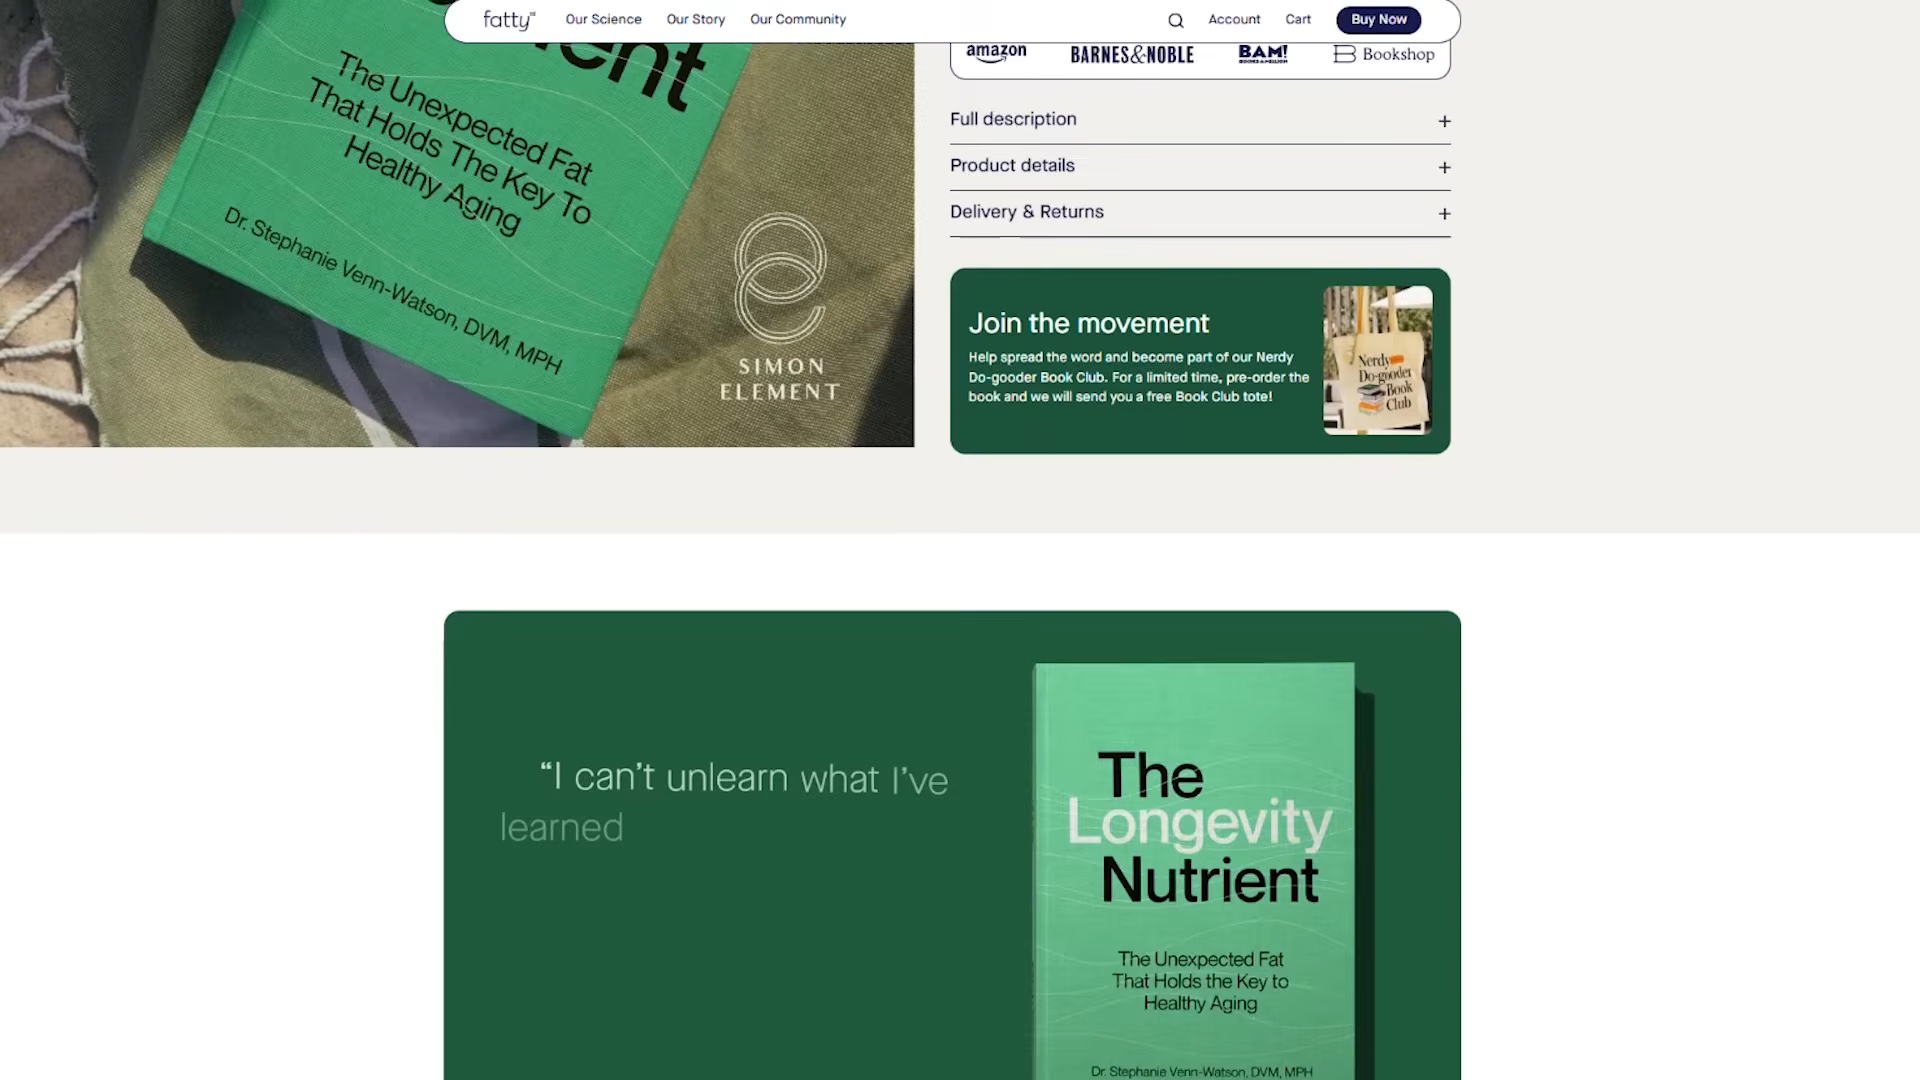 fatty15
Our Science
Our Story
Our Community
Account
Cart
Buy Now
amazon
BARNES&NOBLE
BAM!
BOOKS-A-MILLION
Bookshop
ent
The Unexpected Fat
That Holds The Key To
Healthy Aging
Dr. Stephanie Venn-Watson, DVM, MPH
SIMON
ELEMENT
Full description
Product details
Delivery & Returns
Join the movement
Help spread the word and become part of our Nerdy
Do-gooder Book Club. For a limited time, pre-order the
book and we will send you a free Book Club tote!
Nerdy
Do-gooder
Book
Club
“I can’t unlearn what I’ve
learned
The
Longevity
Nutrient
The Unexpected Fat
That Holds the Key to
Healthy Aging
Dr. Stephanie Venn-Watson, DVM, MPH